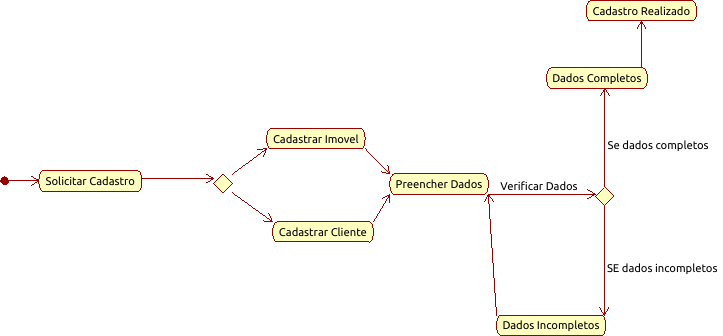 Cadastro Realizado
Dados Completos
Se dados completos
Cadastrar Imovel
Solicitar Cadastro
Preencher Dados
Verificar Dados
Cadastrar Cliente
SE dados incompletos
Dados Incompletos